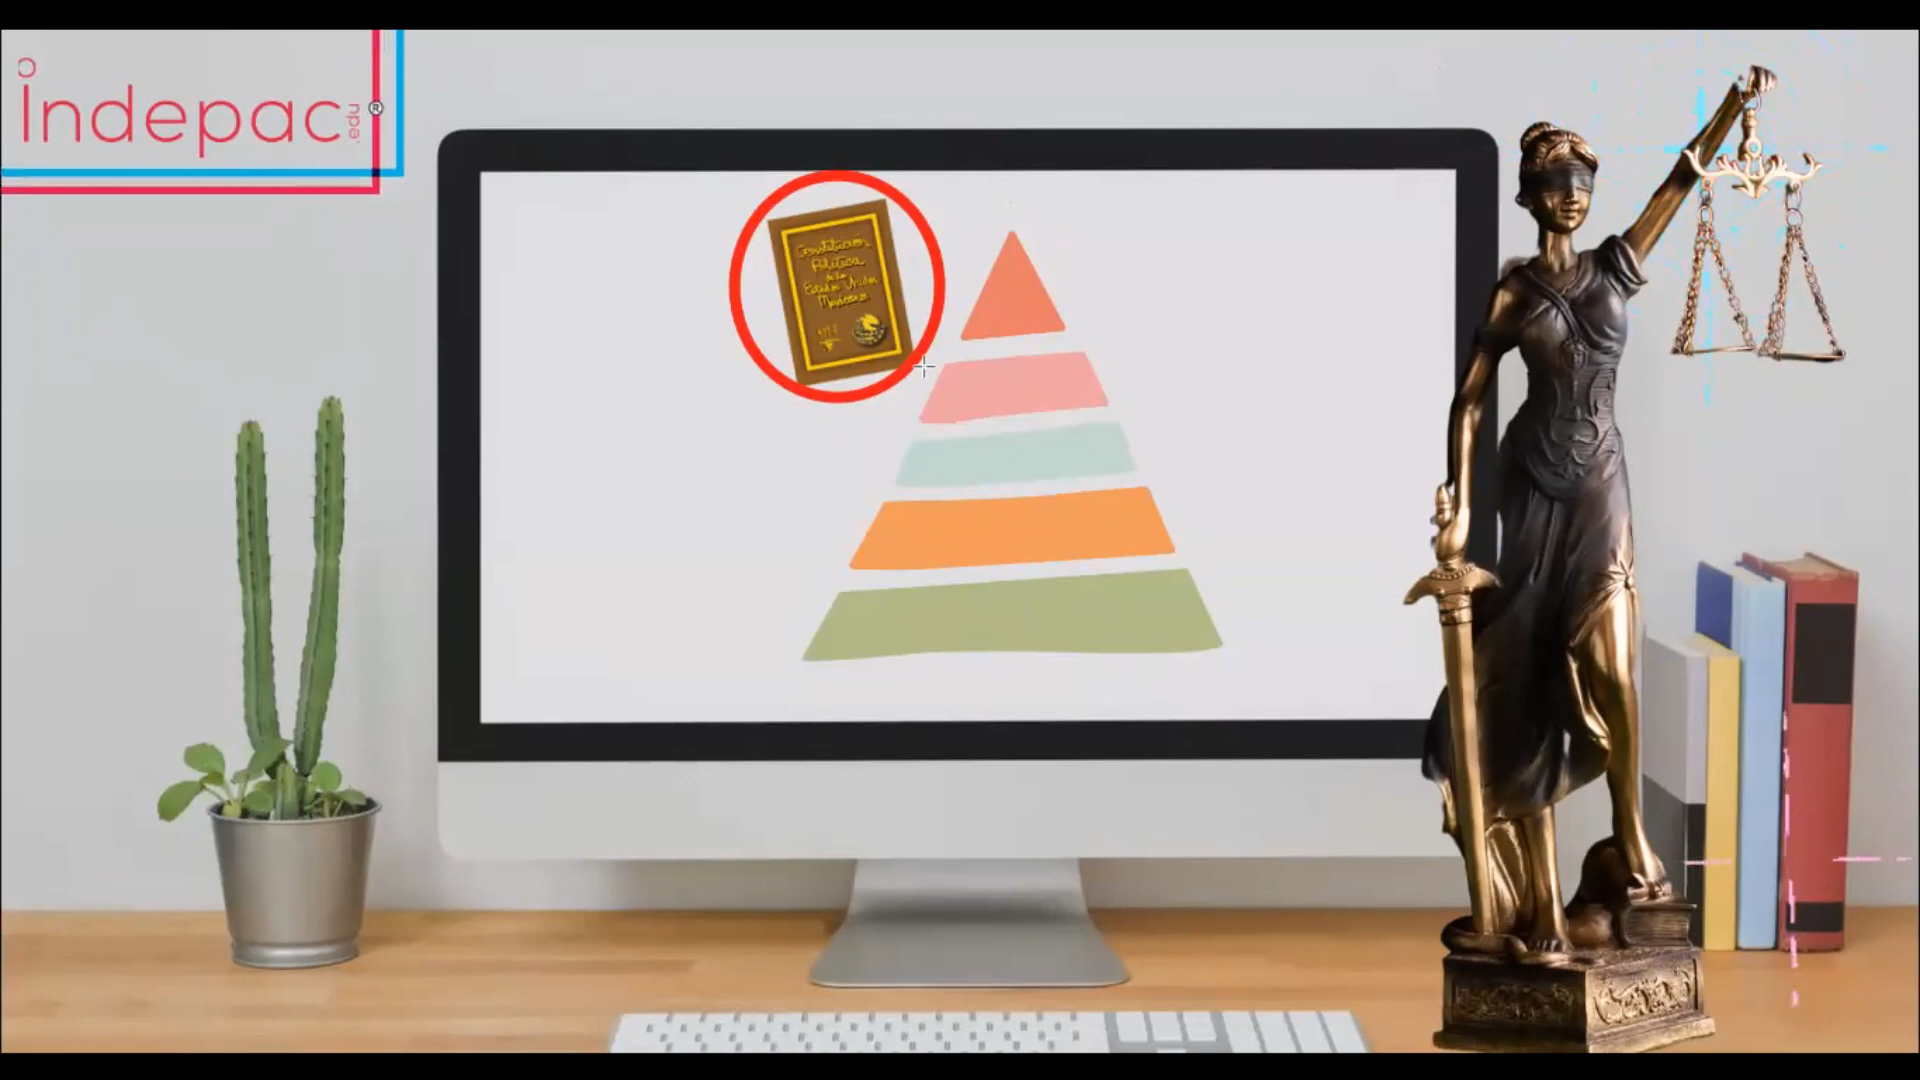 indepac
.edu
®
Constitución
Política
de los
Estados Unidos
Mexicanos